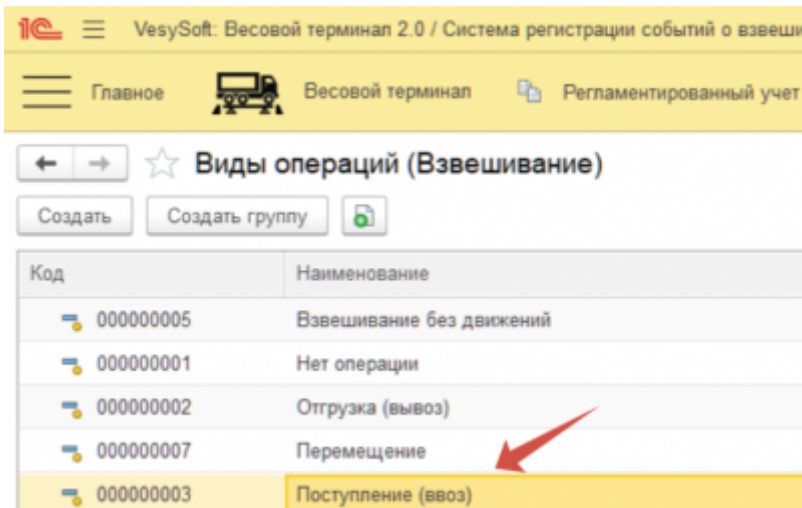 1С VesySoft: Весовой терминал 2.0 / Система регистрации событий о взвеши
Главное Весовой терминал Регламентированный учет
Виды операций (Взвешивание)
Создать Создать группу
Код Наименование
000000005 Взвешивание без движений
000000001 Нет операции
000000002 Отгрузка (вывоз)
000000007 Перемещение
000000003 Поступление (ввоз)